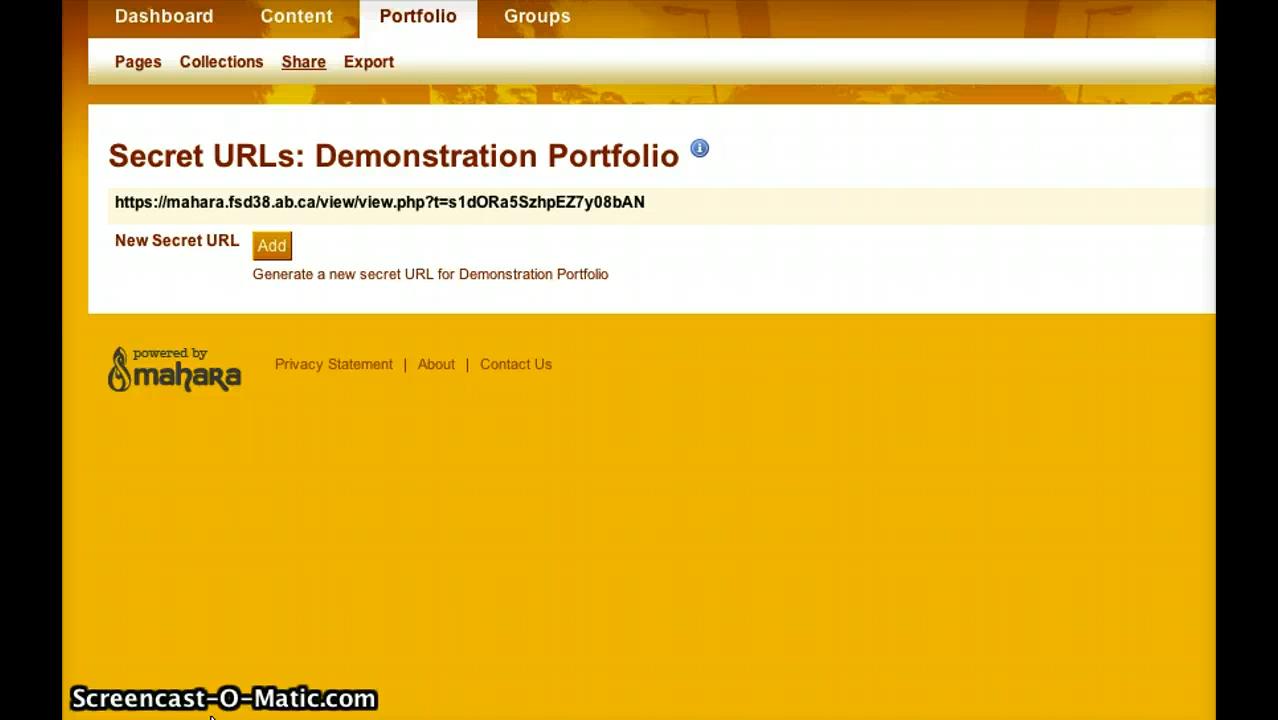 Dashboard Content Portfolio Groups
Pages Collections Share Export
Secret URLs: Demonstration Portfolio
https://mahara.fsd38.ab.ca/view/view.php?t=s1dORa5SzhpEZ7y08bAN
New Secret URL Add
Generate a new secret URL for Demonstration Portfolio
powered by
mahara Privacy Statement | About | Contact Us
Screencast-O-Matic.com